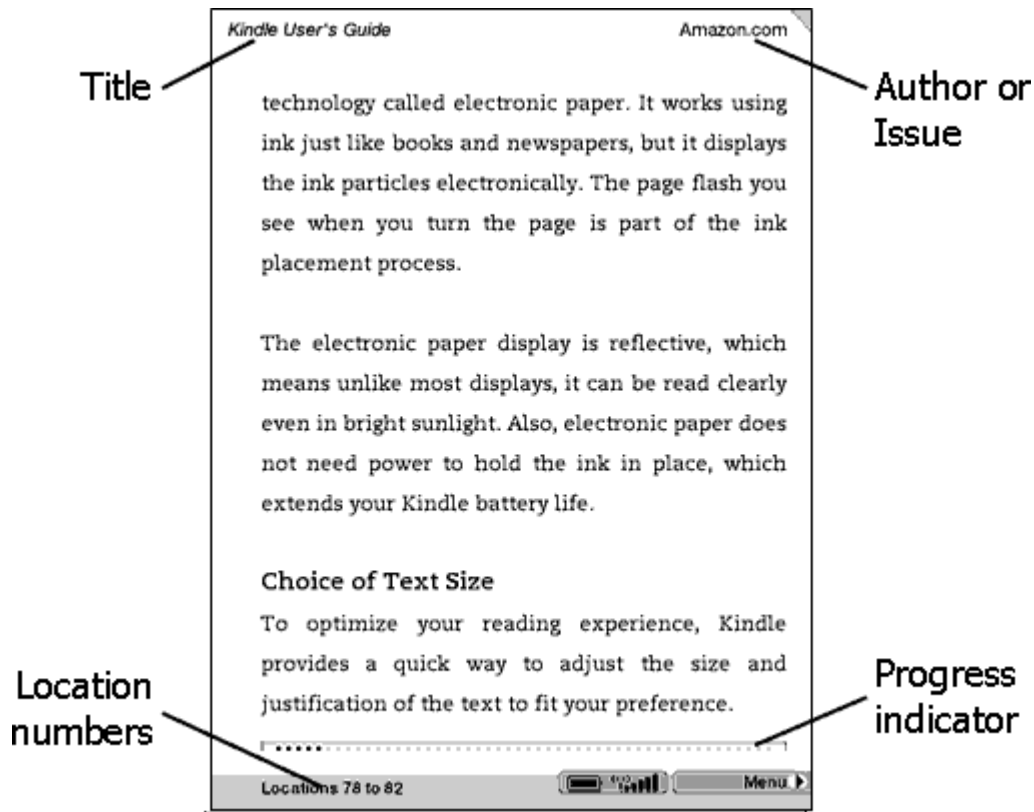 Kindle User's Guide Amazon.com
Title
Author or
Issue
technology called electronic paper. It works using
ink just like books and newspapers, but it displays
the ink particles electronically. The page flash you
see when you turn the page is part of the ink
placement process.
The electronic paper display is reflective, which
means unlike most displays, it can be read clearly
even in bright sunlight. Also, electronic paper does
not need power to hold the ink in place, which
extends your Kindle battery life.
Choice of Text Size
To optimize your reading experience, Kindle
provides a quick way to adjust the size and
justification of the text to fit your preference.
Location
numbers
Progress
indicator
Locations 78 to 82 Menu